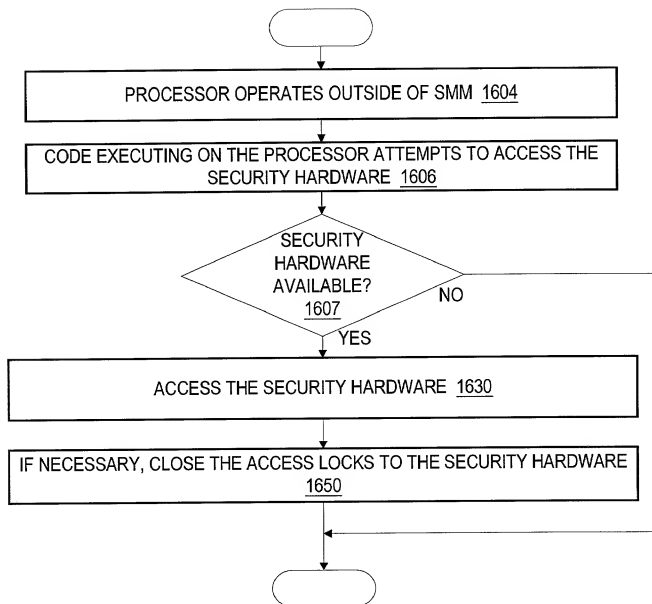 PROCESSOR OPERATES OUTSIDE OF SMM 1604
CODE EXECUTING ON THE PROCESSOR ATTEMPTS TO ACCESS THE
SECURITY HARDWARE 1606
SECURITY
HARDWARE
AVAILABLE?
1607
NO
YES
ACCESS THE SECURITY HARDWARE 1630
IF NECESSARY, CLOSE THE ACCESS LOCKS TO THE SECURITY HARDWARE
1650